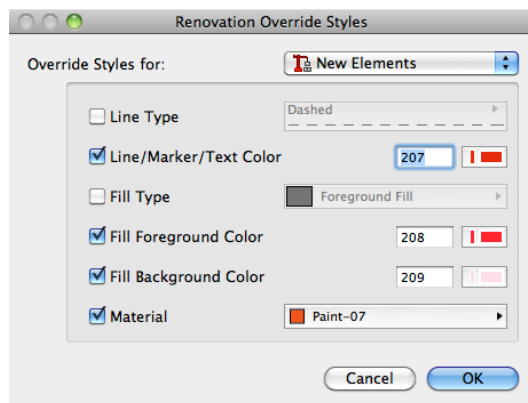 Renovation Override Styles
Override Styles for: New Elements
Line Type Dashed
Line/Marker/Text Color 207
Fill Type Foreground Fill
Fill Foreground Color 208
Fill Background Color 209
Material Paint-07
Cancel OK